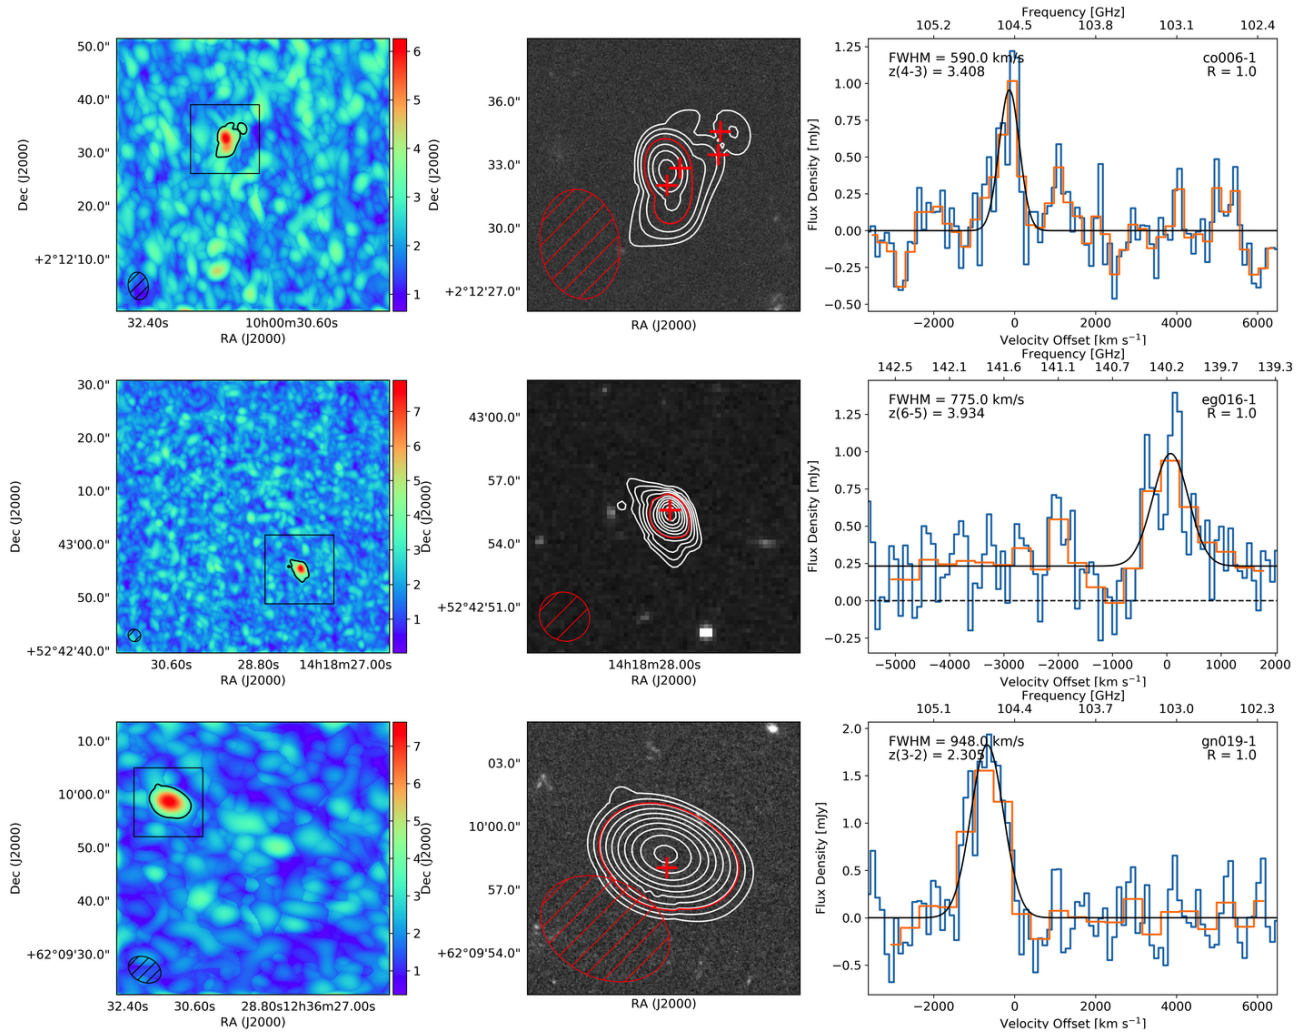 Frequency [GHz]
105.2 104.5 103.8 103.1 102.4
50.0"
40.0"
30.0"
20.0"
+2°12'10.0"
Dec (J2000)
32.40s 10h00m30.60s
RA (J2000)
6
5
4
3
2
1
Dec (J2000)
36.0"
33.0"
30.0"
+2°12'27.0"
RA (J2000)
FWHM = 590.0 km/s
z(4-3) = 3.408
co006-1
R = 1.0
Flux Density [mJy]
1.25
1.00
0.75
0.50
0.25
0.00
−0.25
−0.50
−2000 0 2000 4000 6000
Velocity Offset [km s⁻¹]
Frequency [GHz]
142.5 142.1 141.6 141.1 140.7 140.2 139.7 139.3
30.0"
20.0"
10.0"
43'00.0"
50.0"
+52°42'40.0"
Dec (J2000)
30.60s 28.80s 14h18m27.00s
RA (J2000)
7
6
5
4
3
2
1
Dec (J2000)
43'00.0"
57.0"
54.0"
+52°42'51.0"
14h18m28.00s
RA (J2000)
FWHM = 775.0 km/s
z(6-5) = 3.934
eg016-1
R = 1.0
Flux Density [mJy]
1.25
1.00
0.75
0.50
0.25
0.00
−0.25
−5000 −4000 −3000 −2000 −1000 0 1000 2000
Velocity Offset [km s⁻¹]
Frequency [GHz]
105.1 104.4 103.7 103.0 102.3
10.0"
10'00.0"
50.0"
40.0"
+62°09'30.0"
Dec (J2000)
32.40s 30.60s 28.80s12h36m27.00s
RA (J2000)
7
6
5
4
3
2
1
Dec (J2000)
03.0"
10'00.0"
57.0"
+62°09'54.0"
RA (J2000)
FWHM = 948.0 km/s
z(3-2) = 2.305
gn019-1
R = 1.0
Flux Density [mJy]
2.0
1.5
1.0
0.5
0.0
−0.5
−2000 0 2000 4000 6000
Velocity Offset [km s⁻¹]